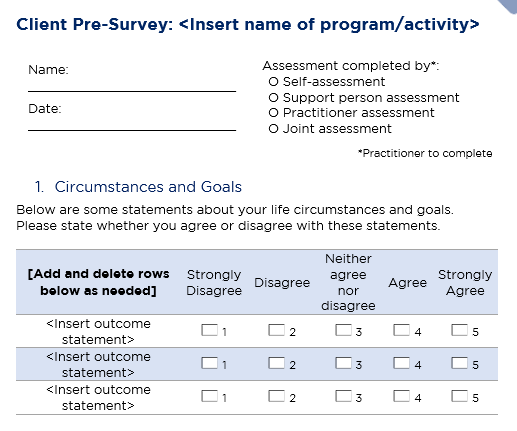 Client Pre-Survey: <Insert name of program/activity>
Name:
Date:
Assessment completed by*:
O Self-assessment
O Support person assessment
O Practitioner assessment
O Joint assessment
*Practitioner to complete
1. Circumstances and Goals
Below are some statements about your life circumstances and goals.
Please state whether you agree or disagree with these statements.
[Add and delete rows
below as needed]
Strongly
Disagree
Disagree
Neither
agree
nor
disagree
Agree
Strongly
Agree
<Insert outcome
statement>
1 2 3 4 5
<Insert outcome
statement>
1 2 3 4 5
<Insert outcome
statement>
1 2 3 4 5